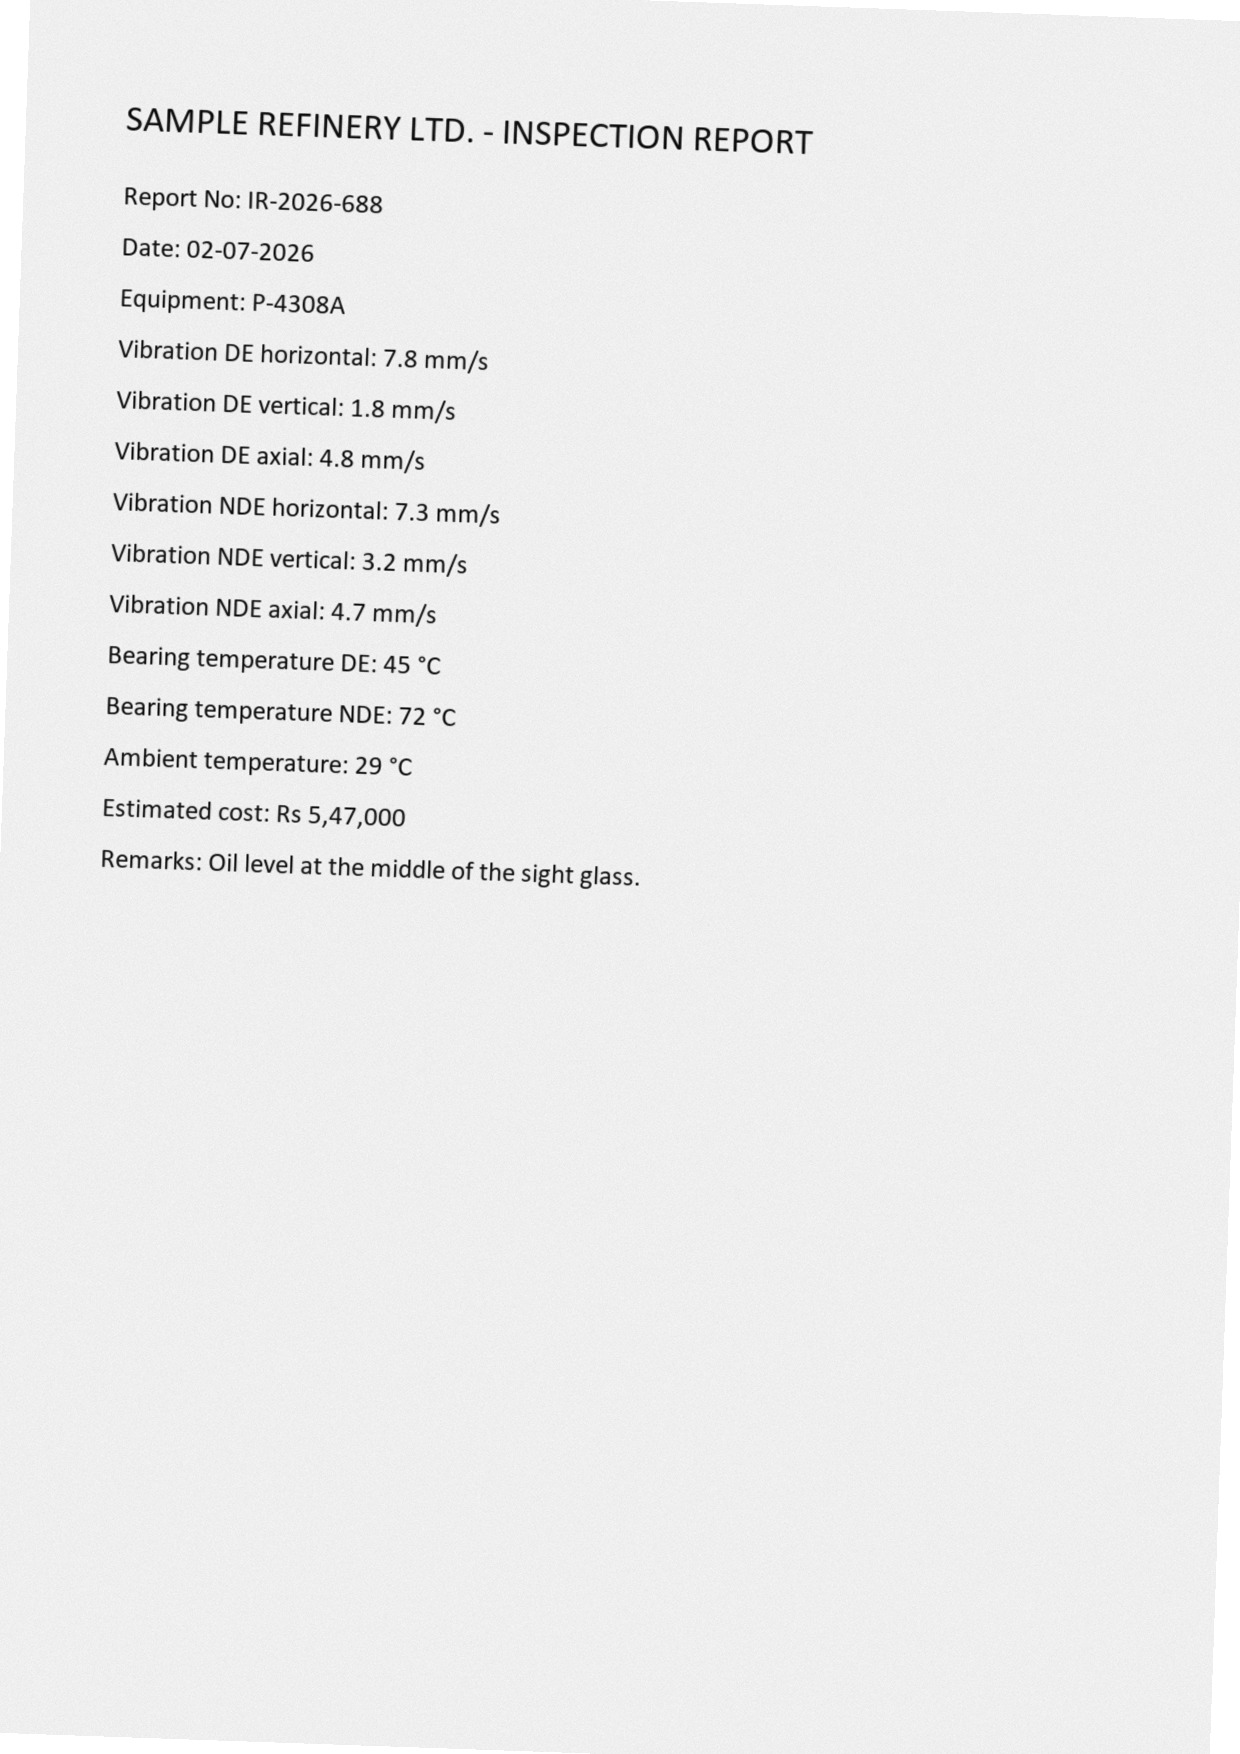 SAMPLE REFINERY LTD. - INSPECTION REPORT
Report No: IR-2026-688
Date: 02-07-2026
Equipment: P-4308A
Vibration DE horizontal: 7.8 mm/s
Vibration DE vertical: 1.8 mm/s
Vibration DE axial: 4.8 mm/s
Vibration NDE horizontal: 7.3 mm/s
Vibration NDE vertical: 3.2 mm/s
Vibration NDE axial: 4.7 mm/s
Bearing temperature DE: 45 °C
Bearing temperature NDE: 72 °C
Ambient temperature: 29 °C
Estimated cost: Rs 5,47,000
Remarks: Oil level at the middle of the sight glass.